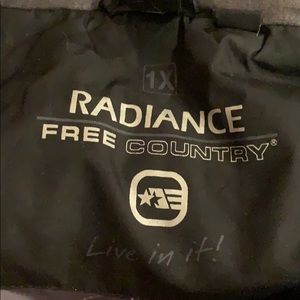 1X
RADIANCE
FREE COUNTRY®
Live in it!